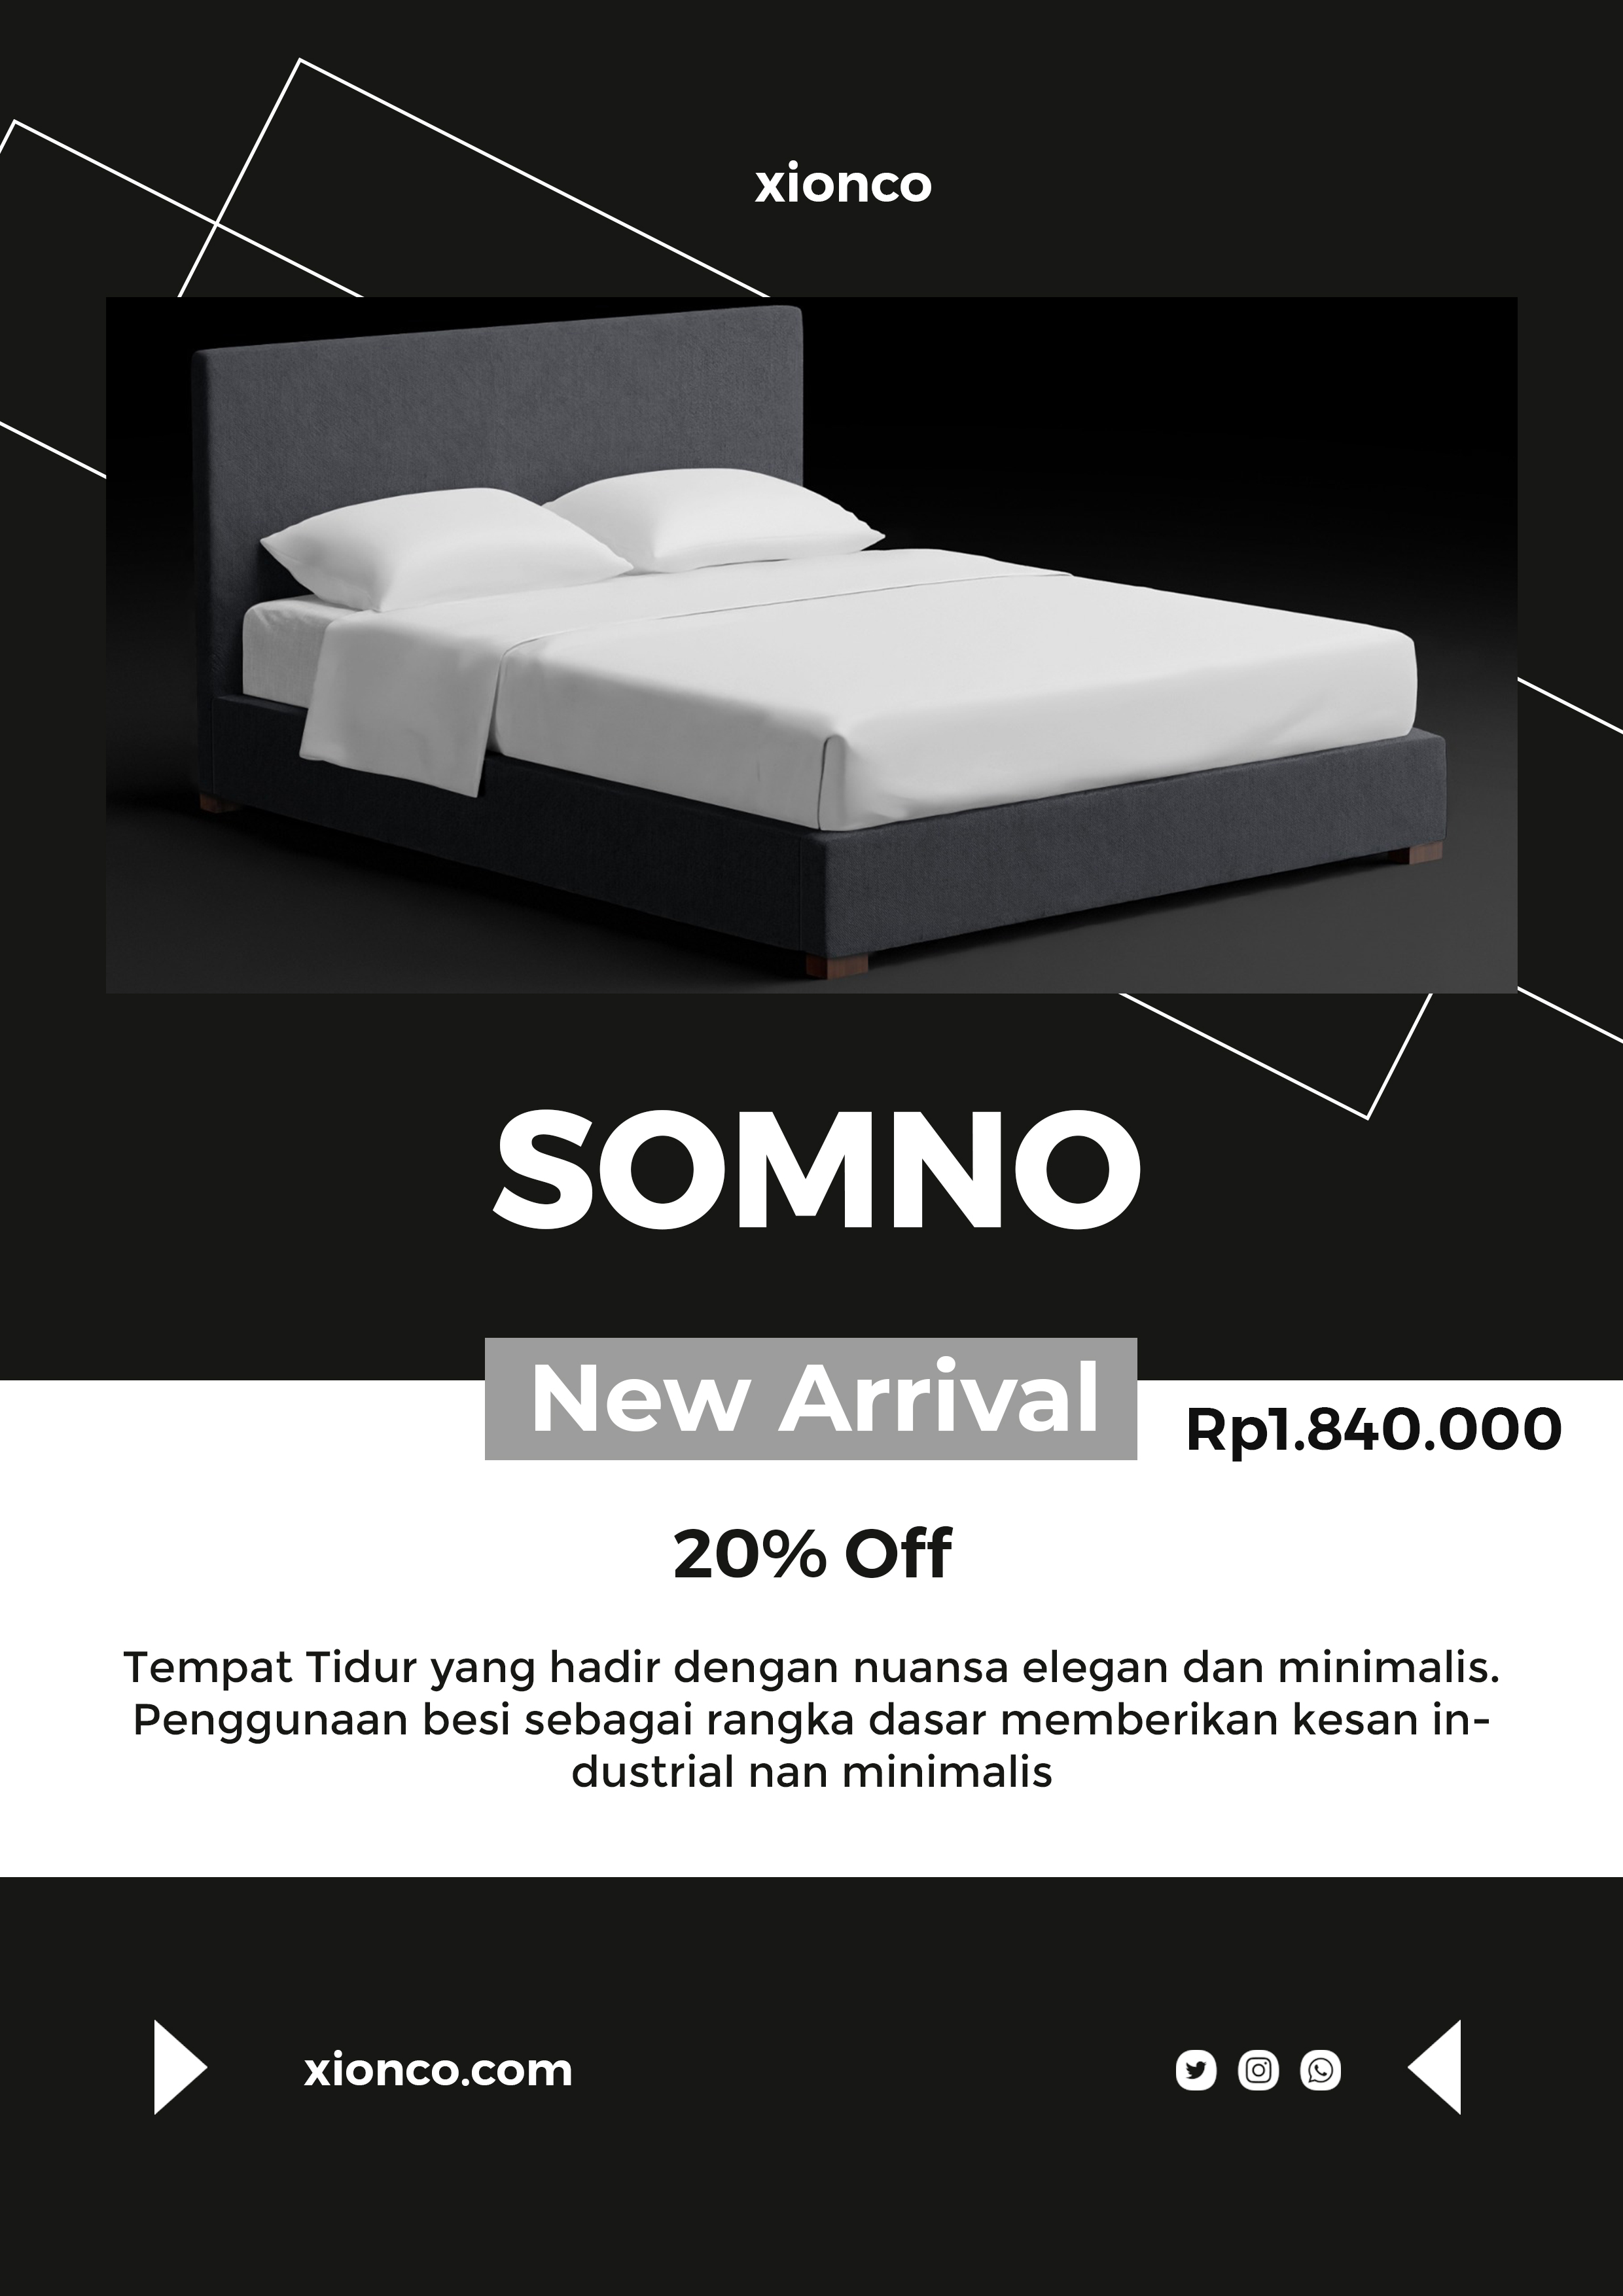 xionco
SOMNO
New Arrival
Rp1.840.000
20% Off
Tempat Tidur yang hadir dengan nuansa elegan dan minimalis.
Penggunaan besi sebagai rangka dasar memberikan kesan in-
dustrial nan minimalis
xionco.com